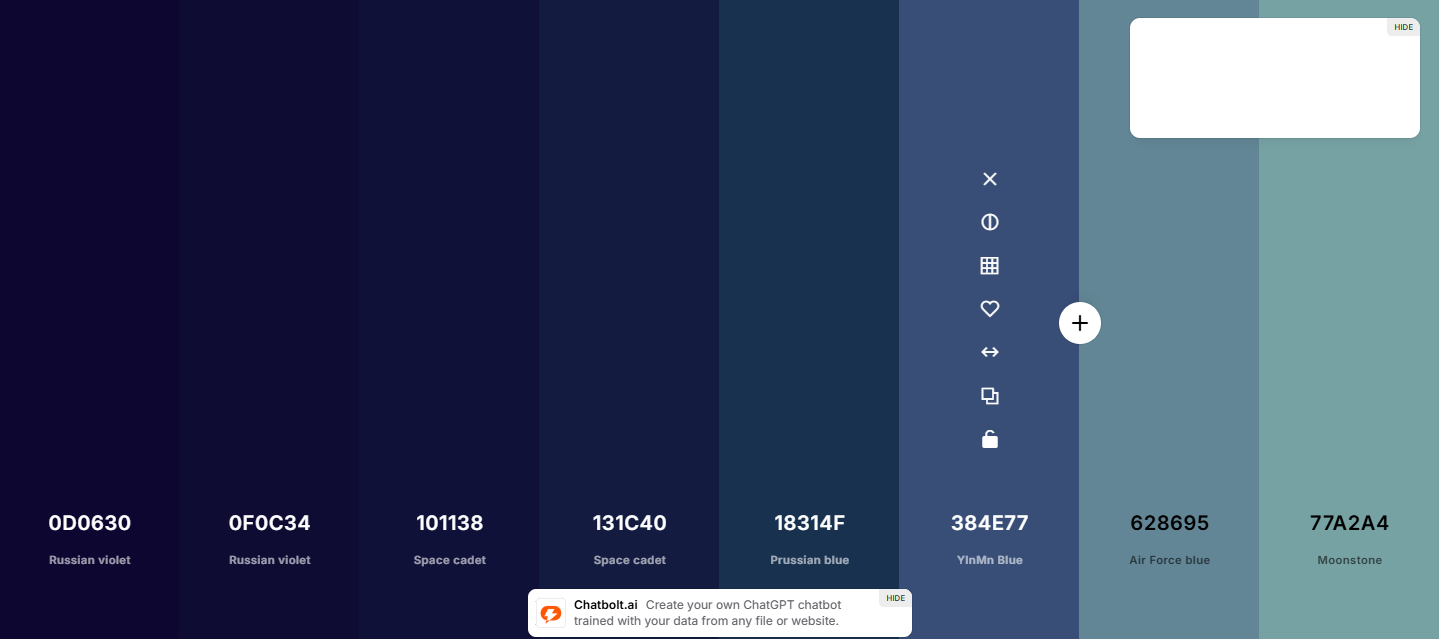 HIDE
0D0630
0F0C34
101138
131C40
18314F
384E77
628695
77A2A4
Russian violet
Russian violet
Space cadet
Space cadet
Prussian blue
YInMn Blue
Air Force blue
Moonstone
Chatbolt.ai Create your own ChatGPT chatbot
trained with your data from any file or website.
HIDE